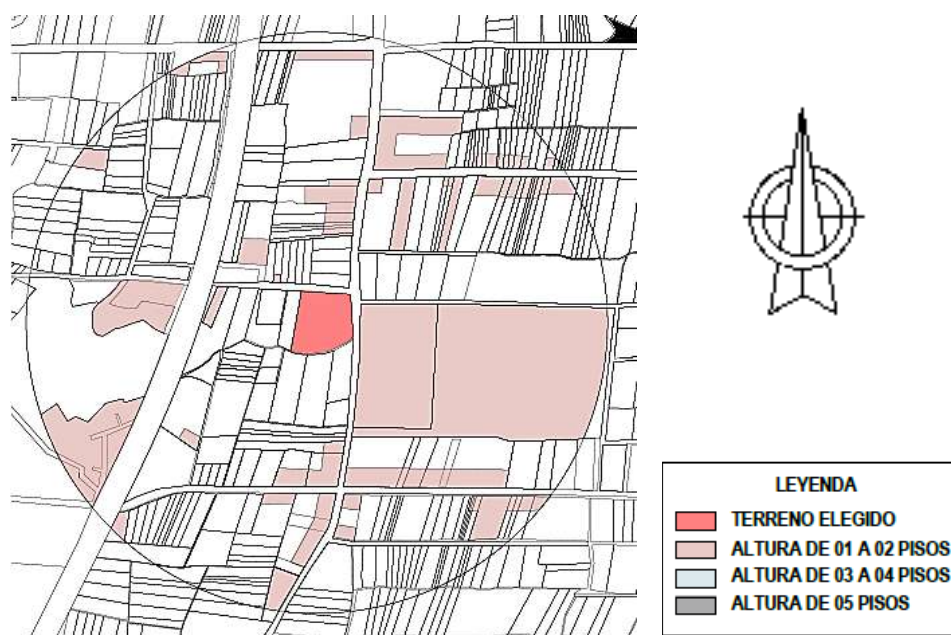 LEYENDA
TERRENO ELEGIDO
ALTURA DE 01 A 02 PISOS
ALTURA DE 03 A 04 PISOS
ALTURA DE 05 PISOS